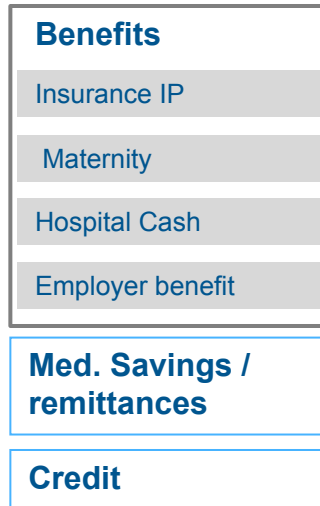 Benefits
Insurance IP
Maternity
Hospital Cash
Employer benefit
Med. Savings /
remittances
Credit